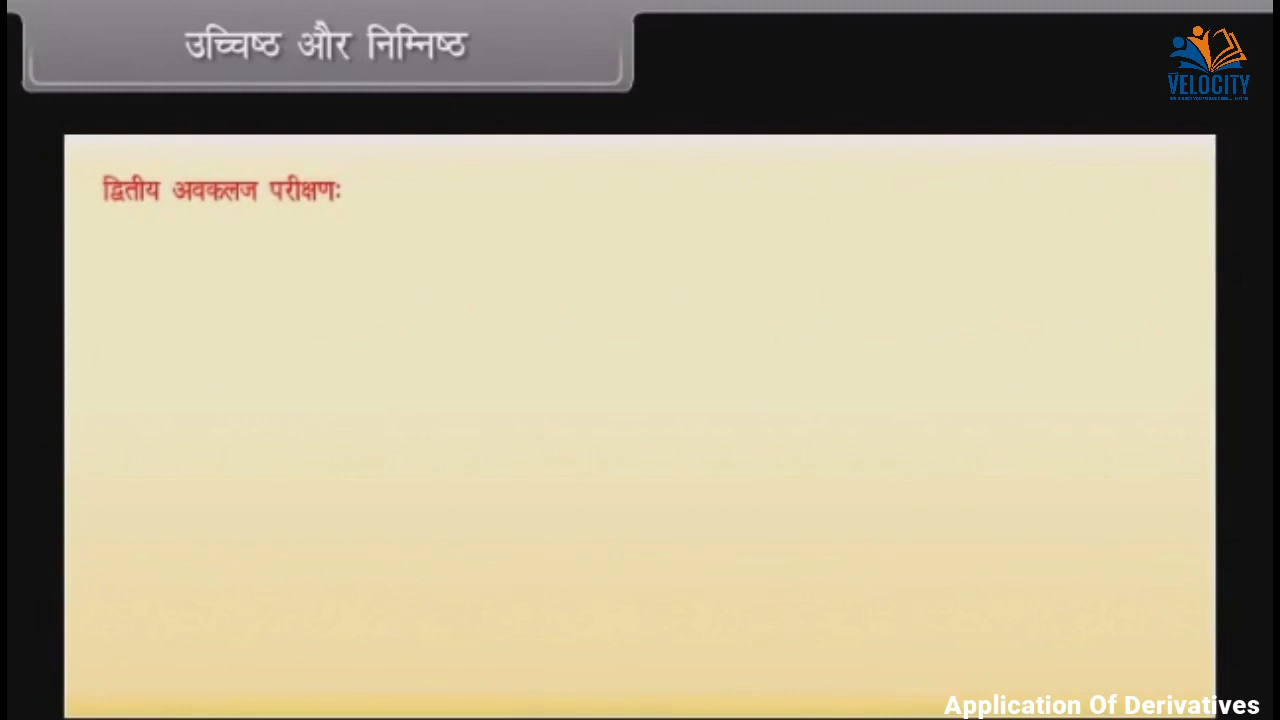 उच्चिष्ठ और निम्निष्ठ
VELOCITY
द्वितीय अवकलज परीक्षणः
Application Of Derivatives